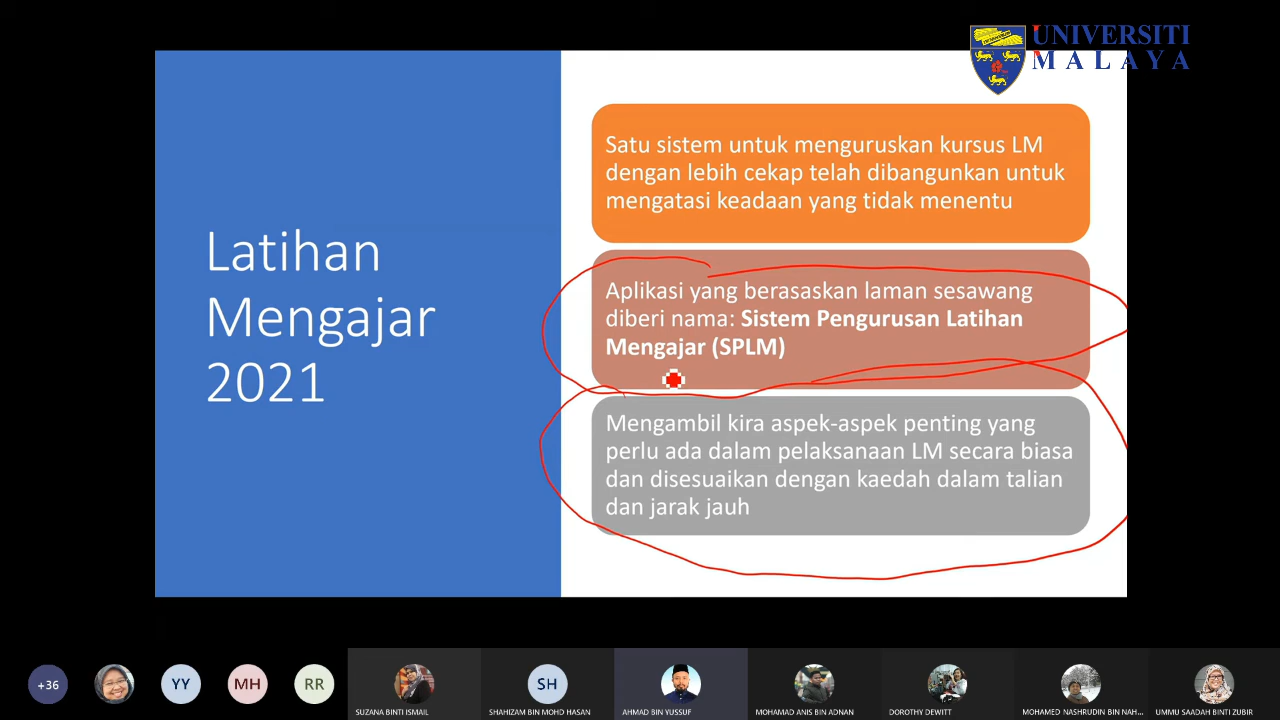 UNIVERSITI
MALAYA
Latihan
Mengajar
2021
Satu sistem untuk menguruskan kursus LM
dengan lebih cekap telah dibangunkan untuk
mengatasi keadaan yang tidak menentu
Aplikasi yang berasaskan laman sesawang
diberi nama: Sistem Pengurusan Latihan
Mengajar (SPLM)
Mengambil kira aspek-aspek penting yang
perlu ada dalam pelaksanaan LM secara biasa
dan disesuaikan dengan kaedah dalam talian
dan jarak jauh
+36
YY
MH
RR
SH
SUZANA BINTI ISMAIL
SHAHIZAM BIN MOHD HASAN
AHMAD BIN YUSSUF
MOHAMAD ANIS BIN ADNAN
DOROTHY DEWITT
MOHAMED NASHRUDIN BIN NAH...
UMMU SAADAH BINTI ZUBIR